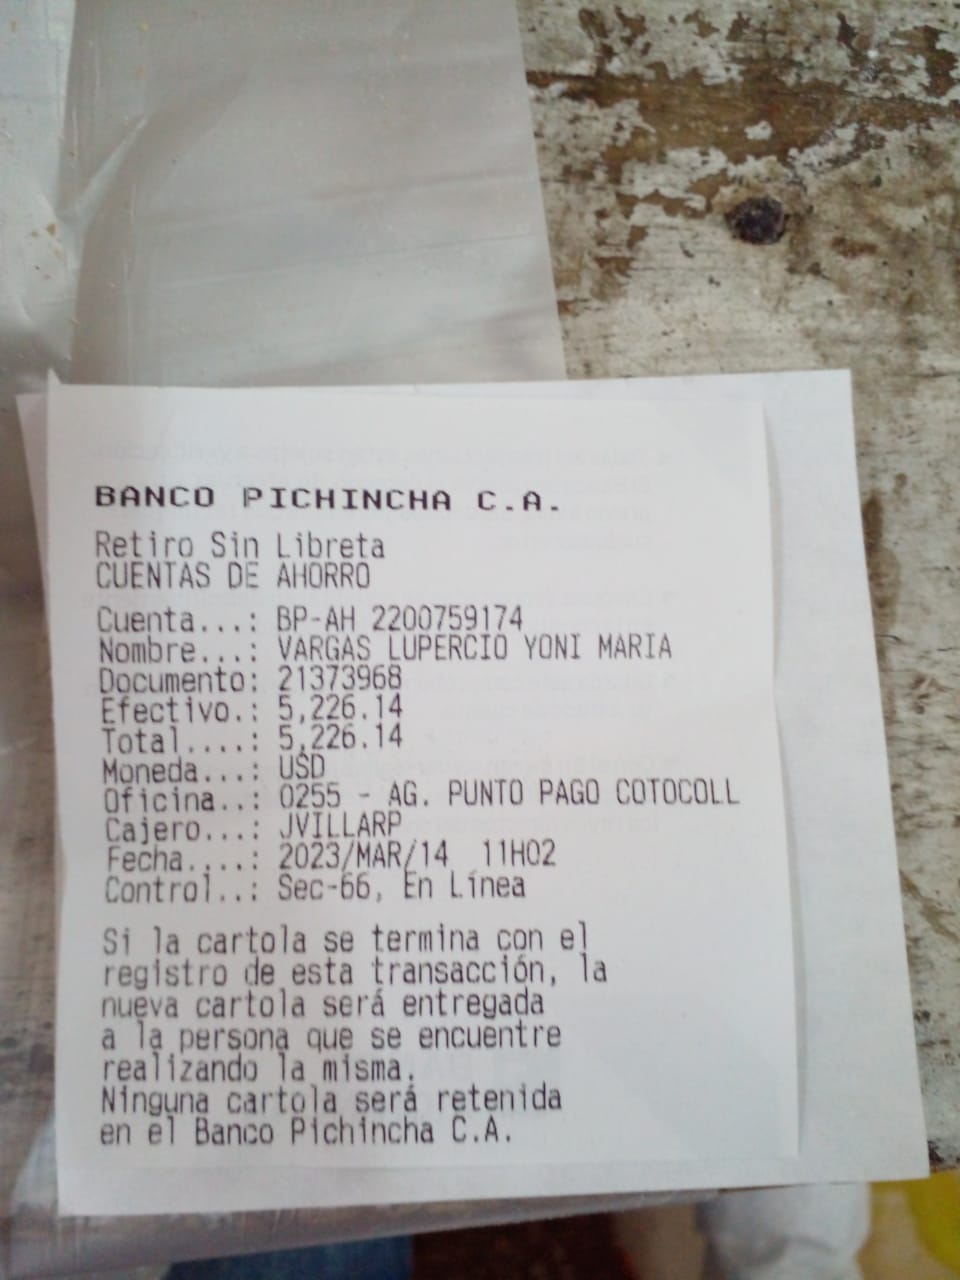 BANCO PICHINCHA C.A.
Retiro Sin Libreta
CUENTAS DE AHORRO
Cuenta...: BP-AH 2200759174
Nombre...: VARGAS LUPERCIO YONI MARIA
Documento: 21373968
Efectivo.: 5,226.14
Total....: 5,226.14
Moneda...: USD
Oficina..: 0255 - AG. PUNTO PAGO COTOCOLL
Cajero...: JVILLARP
Fecha....: 2023/MAR/14 11H02
Control..: Sec-66, En Línea
Si la cartola se termina con el
registro de esta transacción, la
nueva cartola será entregada
a la persona que se encuentre
realizando la misma.
Ninguna cartola será retenida
en el Banco Pichincha C.A.